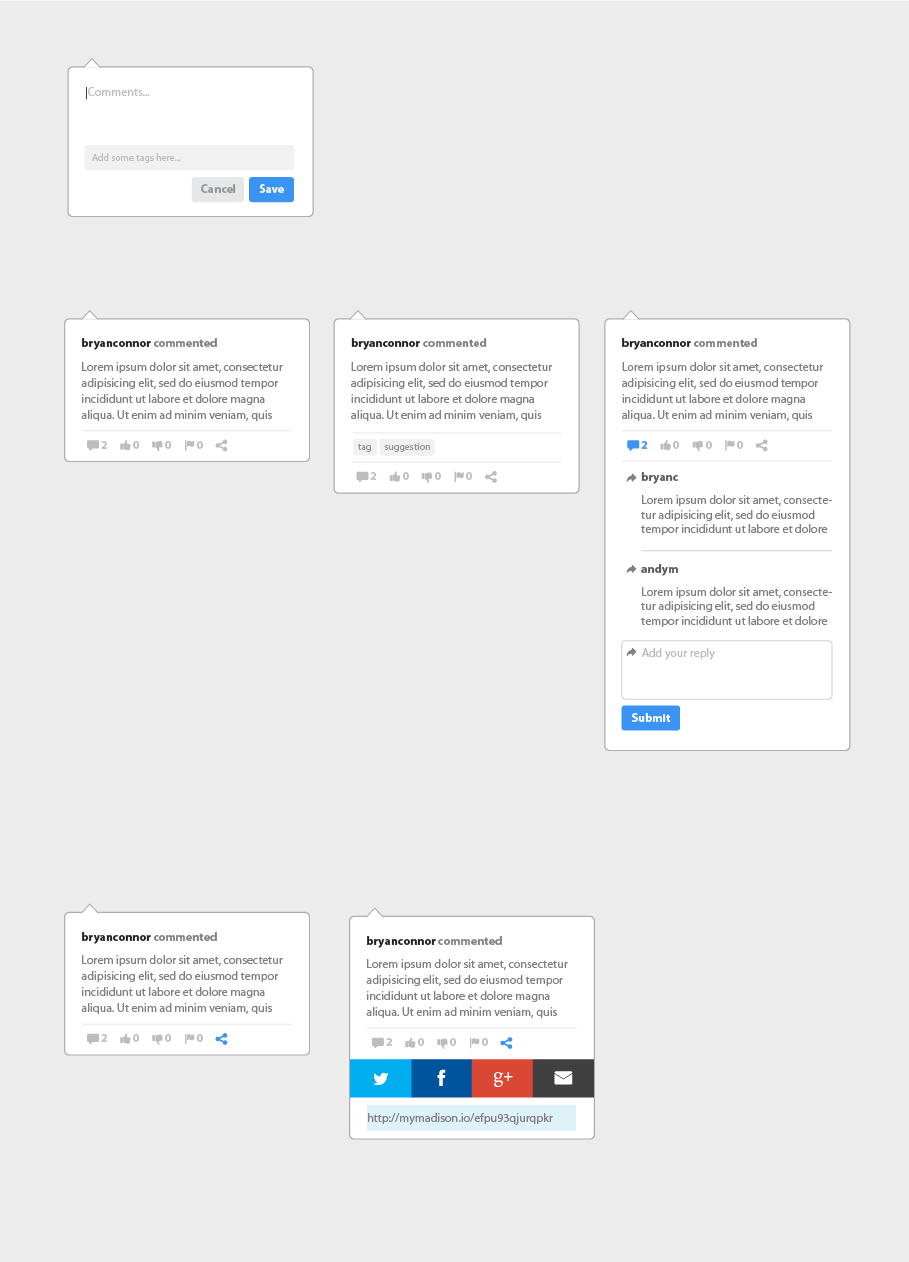 Comments...
Add some tags here...
Cancel Save
bryanconnor commented
Lorem ipsum dolor sit amet, consectetur
adipisicing elit, sed do eiusmod tempor
incididunt ut labore et dolore magna
aliqua. Ut enim ad minim veniam, quis
2 0 0 0
bryanconnor commented
Lorem ipsum dolor sit amet, consectetur
adipisicing elit, sed do eiusmod tempor
incididunt ut labore et dolore magna
aliqua. Ut enim ad minim veniam, quis
tag suggestion
2 0 0 0
bryanconnor commented
Lorem ipsum dolor sit amet, consectetur
adipisicing elit, sed do eiusmod tempor
incididunt ut labore et dolore magna
aliqua. Ut enim ad minim veniam, quis
2 0 0 0
bryanc
Lorem ipsum dolor sit amet, consecte-
tur adipisicing elit, sed do eiusmod
tempor incididunt ut labore et dolore
andym
Lorem ipsum dolor sit amet, consecte-
tur adipisicing elit, sed do eiusmod
tempor incididunt ut labore et dolore
Add your reply
Submit
bryanconnor commented
Lorem ipsum dolor sit amet, consectetur
adipisicing elit, sed do eiusmod tempor
incididunt ut labore et dolore magna
aliqua. Ut enim ad minim veniam, quis
2 0 0 0
bryanconnor commented
Lorem ipsum dolor sit amet, consectetur
adipisicing elit, sed do eiusmod tempor
incididunt ut labore et dolore magna
aliqua. Ut enim ad minim veniam, quis
2 0 0 0
f g+
http://mymadison.io/efpu93qjurqpkr